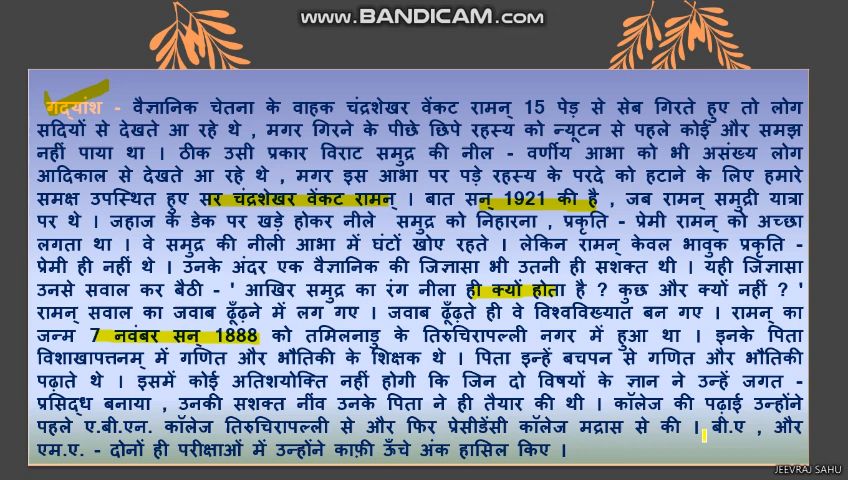 www.BANDICAM.com
गद्यांश - वैज्ञानिक चेतना के वाहक चंद्रशेखर वेंकट रामन् 15 पेड़ से सेब गिरते हुए तो लोग
सदियों से देखते आ रहे थे , मगर गिरने के पीछे छिपे रहस्य को न्यूटन से पहले कोई और समझ
नहीं पाया था । ठीक उसी प्रकार विराट समुद्र की नील - वर्णीय आभा को भी असंख्य लोग
आदिकाल से देखते आ रहे थे , मगर इस आभा पर पड़े रहस्य के परदे को हटाने के लिए हमारे
समक्ष उपस्थित हुए सर चंद्रशेखर वेंकट रामन् । बात सन् 1921 की है , जब रामन् समुद्री यात्रा
पर थे । जहाज के डेक पर खड़े होकर नीले समुद्र को निहारना , प्रकृति - प्रेमी रामन् को अच्छा
लगता था । वे समुद्र की नीली आभा में घंटों खोए रहते । लेकिन रामन् केवल भावुक प्रकृति -
प्रेमी ही नहीं थे । उनके अंदर एक वैज्ञानिक की जिज्ञासा भी उतनी ही सशक्त थी । यही जिज्ञासा
उनसे सवाल कर बैठी - ' आखिर समुद्र का रंग नीला ही क्यों होता है ? कुछ और क्यों नहीं ? '
रामन् सवाल का जवाब ढूँढ़ने में लग गए । जवाब ढूँढ़ते ही वे विश्वविख्यात बन गए । रामन् का
जन्म 7 नवंबर सन् 1888 को तमिलनाडु के तिरुचिरापल्ली नगर में हुआ था । इनके पिता
विशाखापत्तनम् में गणित और भौतिकी के शिक्षक थे । पिता इन्हें बचपन से गणित और भौतिकी
पढ़ाते थे । इसमें कोई अतिशयोक्ति नहीं होगी कि जिन दो विषयों के ज्ञान ने उन्हें जगत -
प्रसिद्ध बनाया , उनकी सशक्त नींव उनके पिता ने ही तैयार की थी । कॉलेज की पढ़ाई उन्होंने
पहले ए.बी.एन. कॉलेज तिरुचिरापल्ली से और फिर प्रेसीडेंसी कॉलेज मद्रास से की । बी.ए , और
एम.ए. - दोनों ही परीक्षाओं में उन्होंने काफ़ी ऊँचे अंक हासिल किए ।
JEEVRAJ SAHU